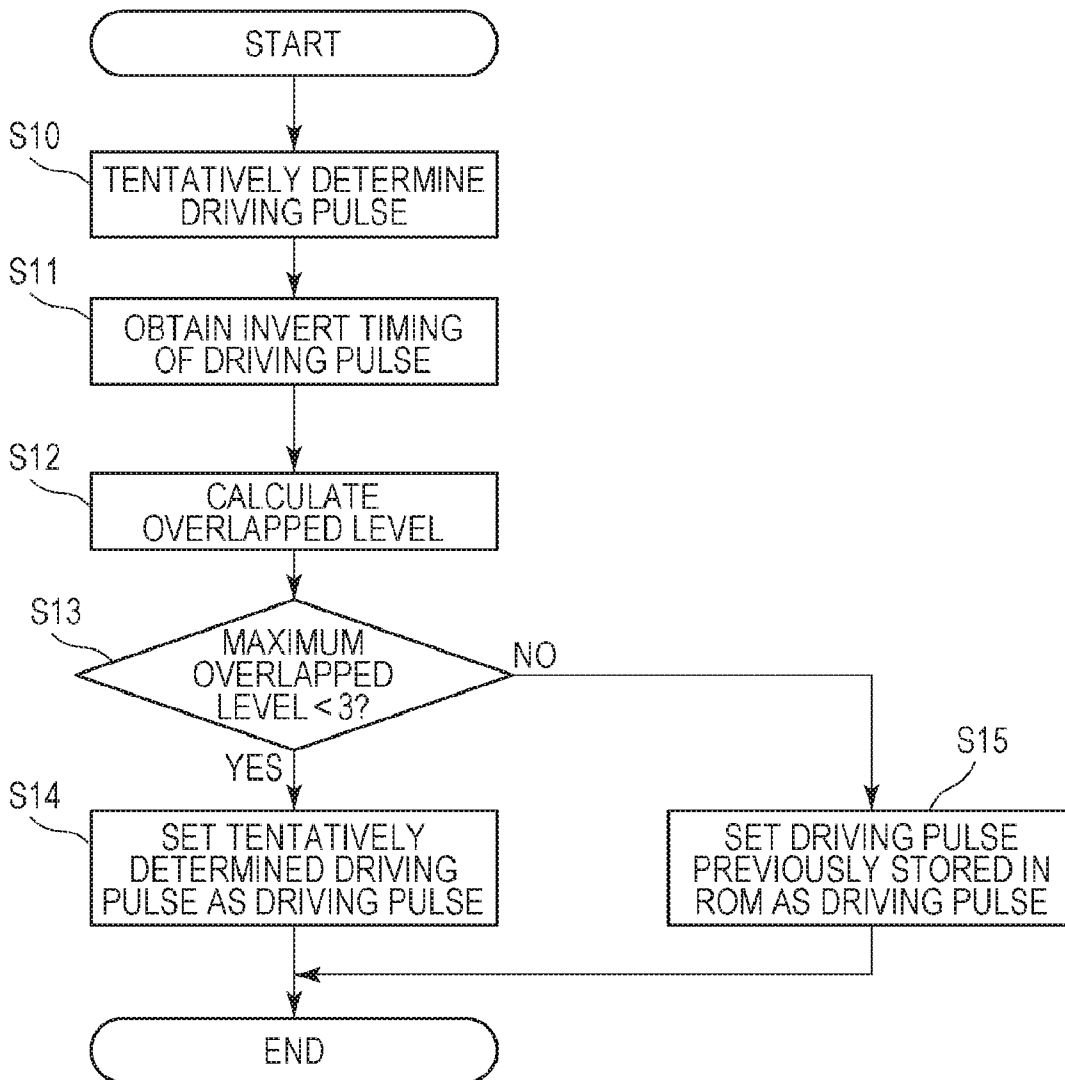 START
S10
TENTATIVELY DETERMINE
DRIVING PULSE
S11
OBTAIN INVERT TIMING
OF DRIVING PULSE
S12
CALCULATE
OVERLAPPED LEVEL
S13
MAXIMUM
OVERLAPPED
LEVEL < 3?
NO
YES
S14
SET TENTATIVELY
DETERMINED DRIVING
PULSE AS DRIVING PULSE
S15
SET DRIVING PULSE
PREVIOUSLY STORED IN
ROM AS DRIVING PULSE
END